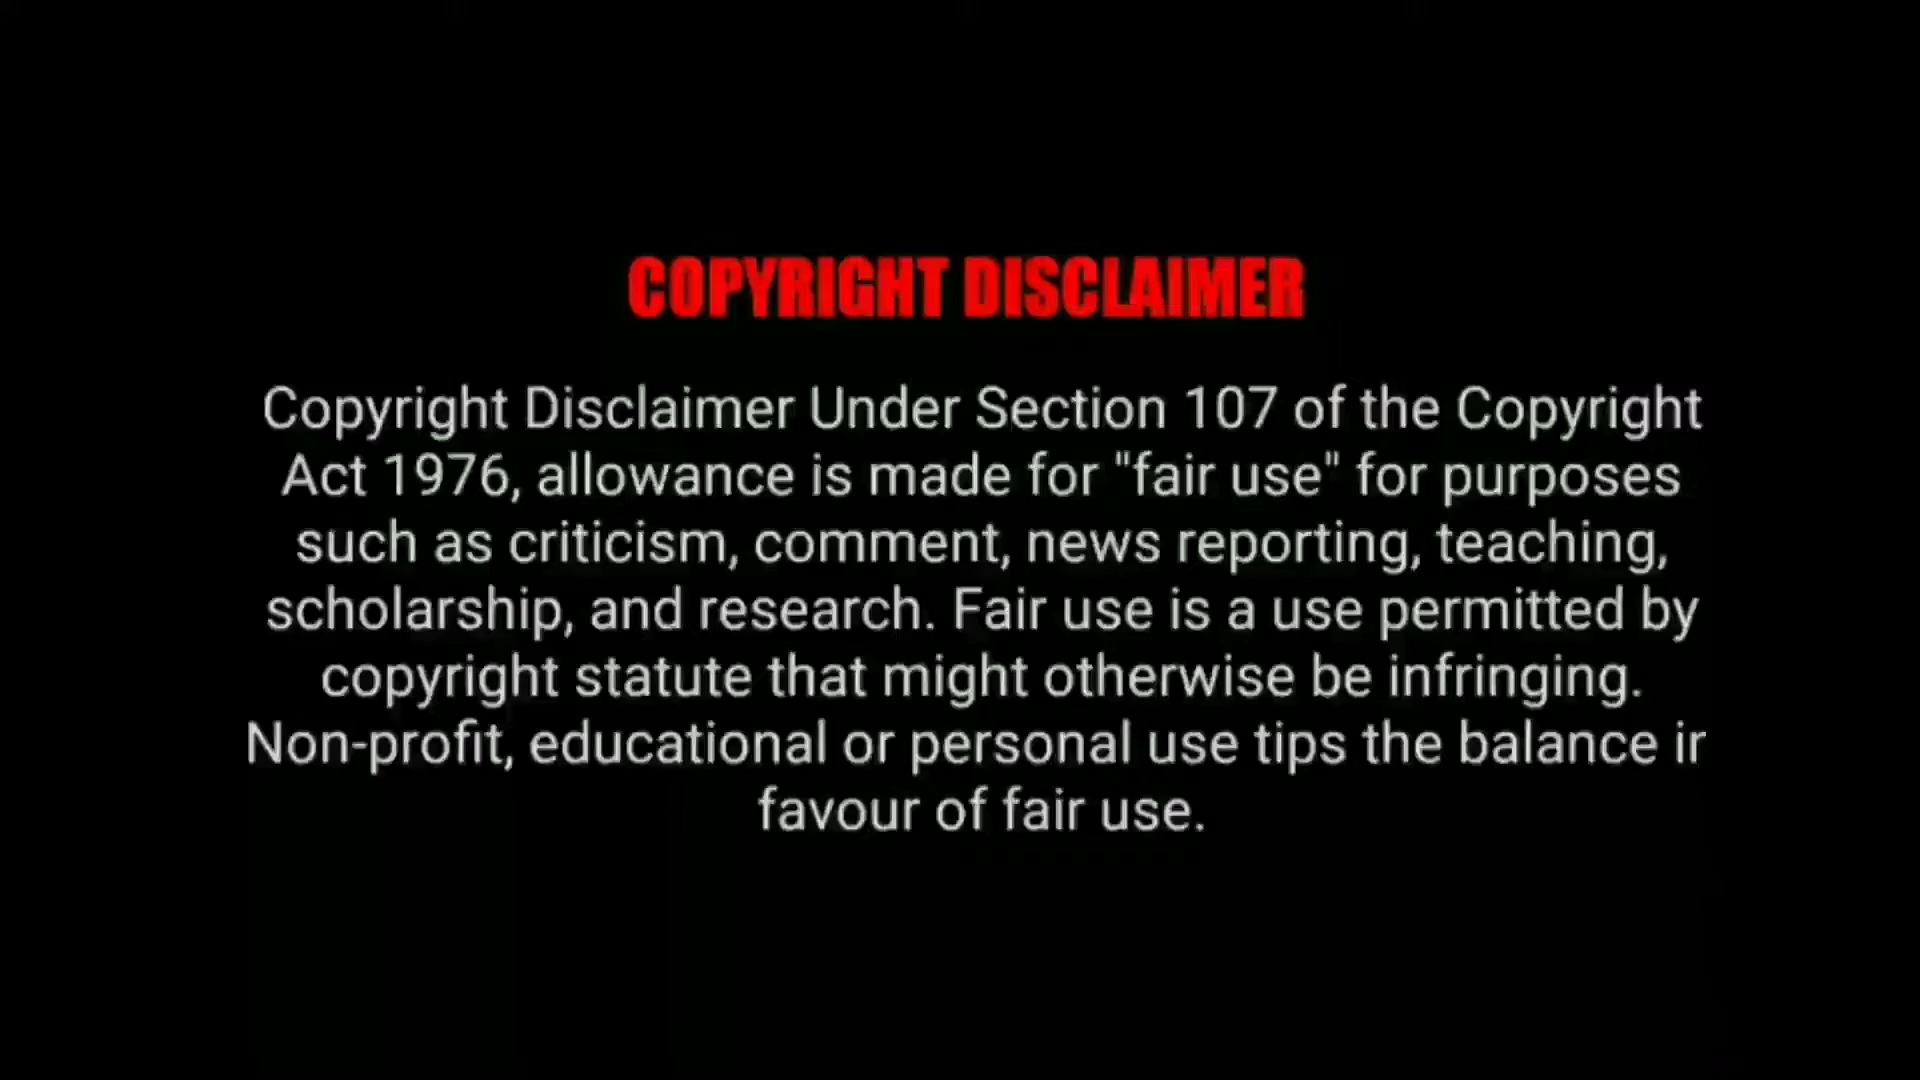 COPYRIGHT DISCLAIMER
Copyright Disclaimer Under Section 107 of the Copyright
Act 1976, allowance is made for "fair use" for purposes
such as criticism, comment, news reporting, teaching,
scholarship, and research. Fair use is a use permitted by
copyright statute that might otherwise be infringing.
Non-profit, educational or personal use tips the balance in
favour of fair use.